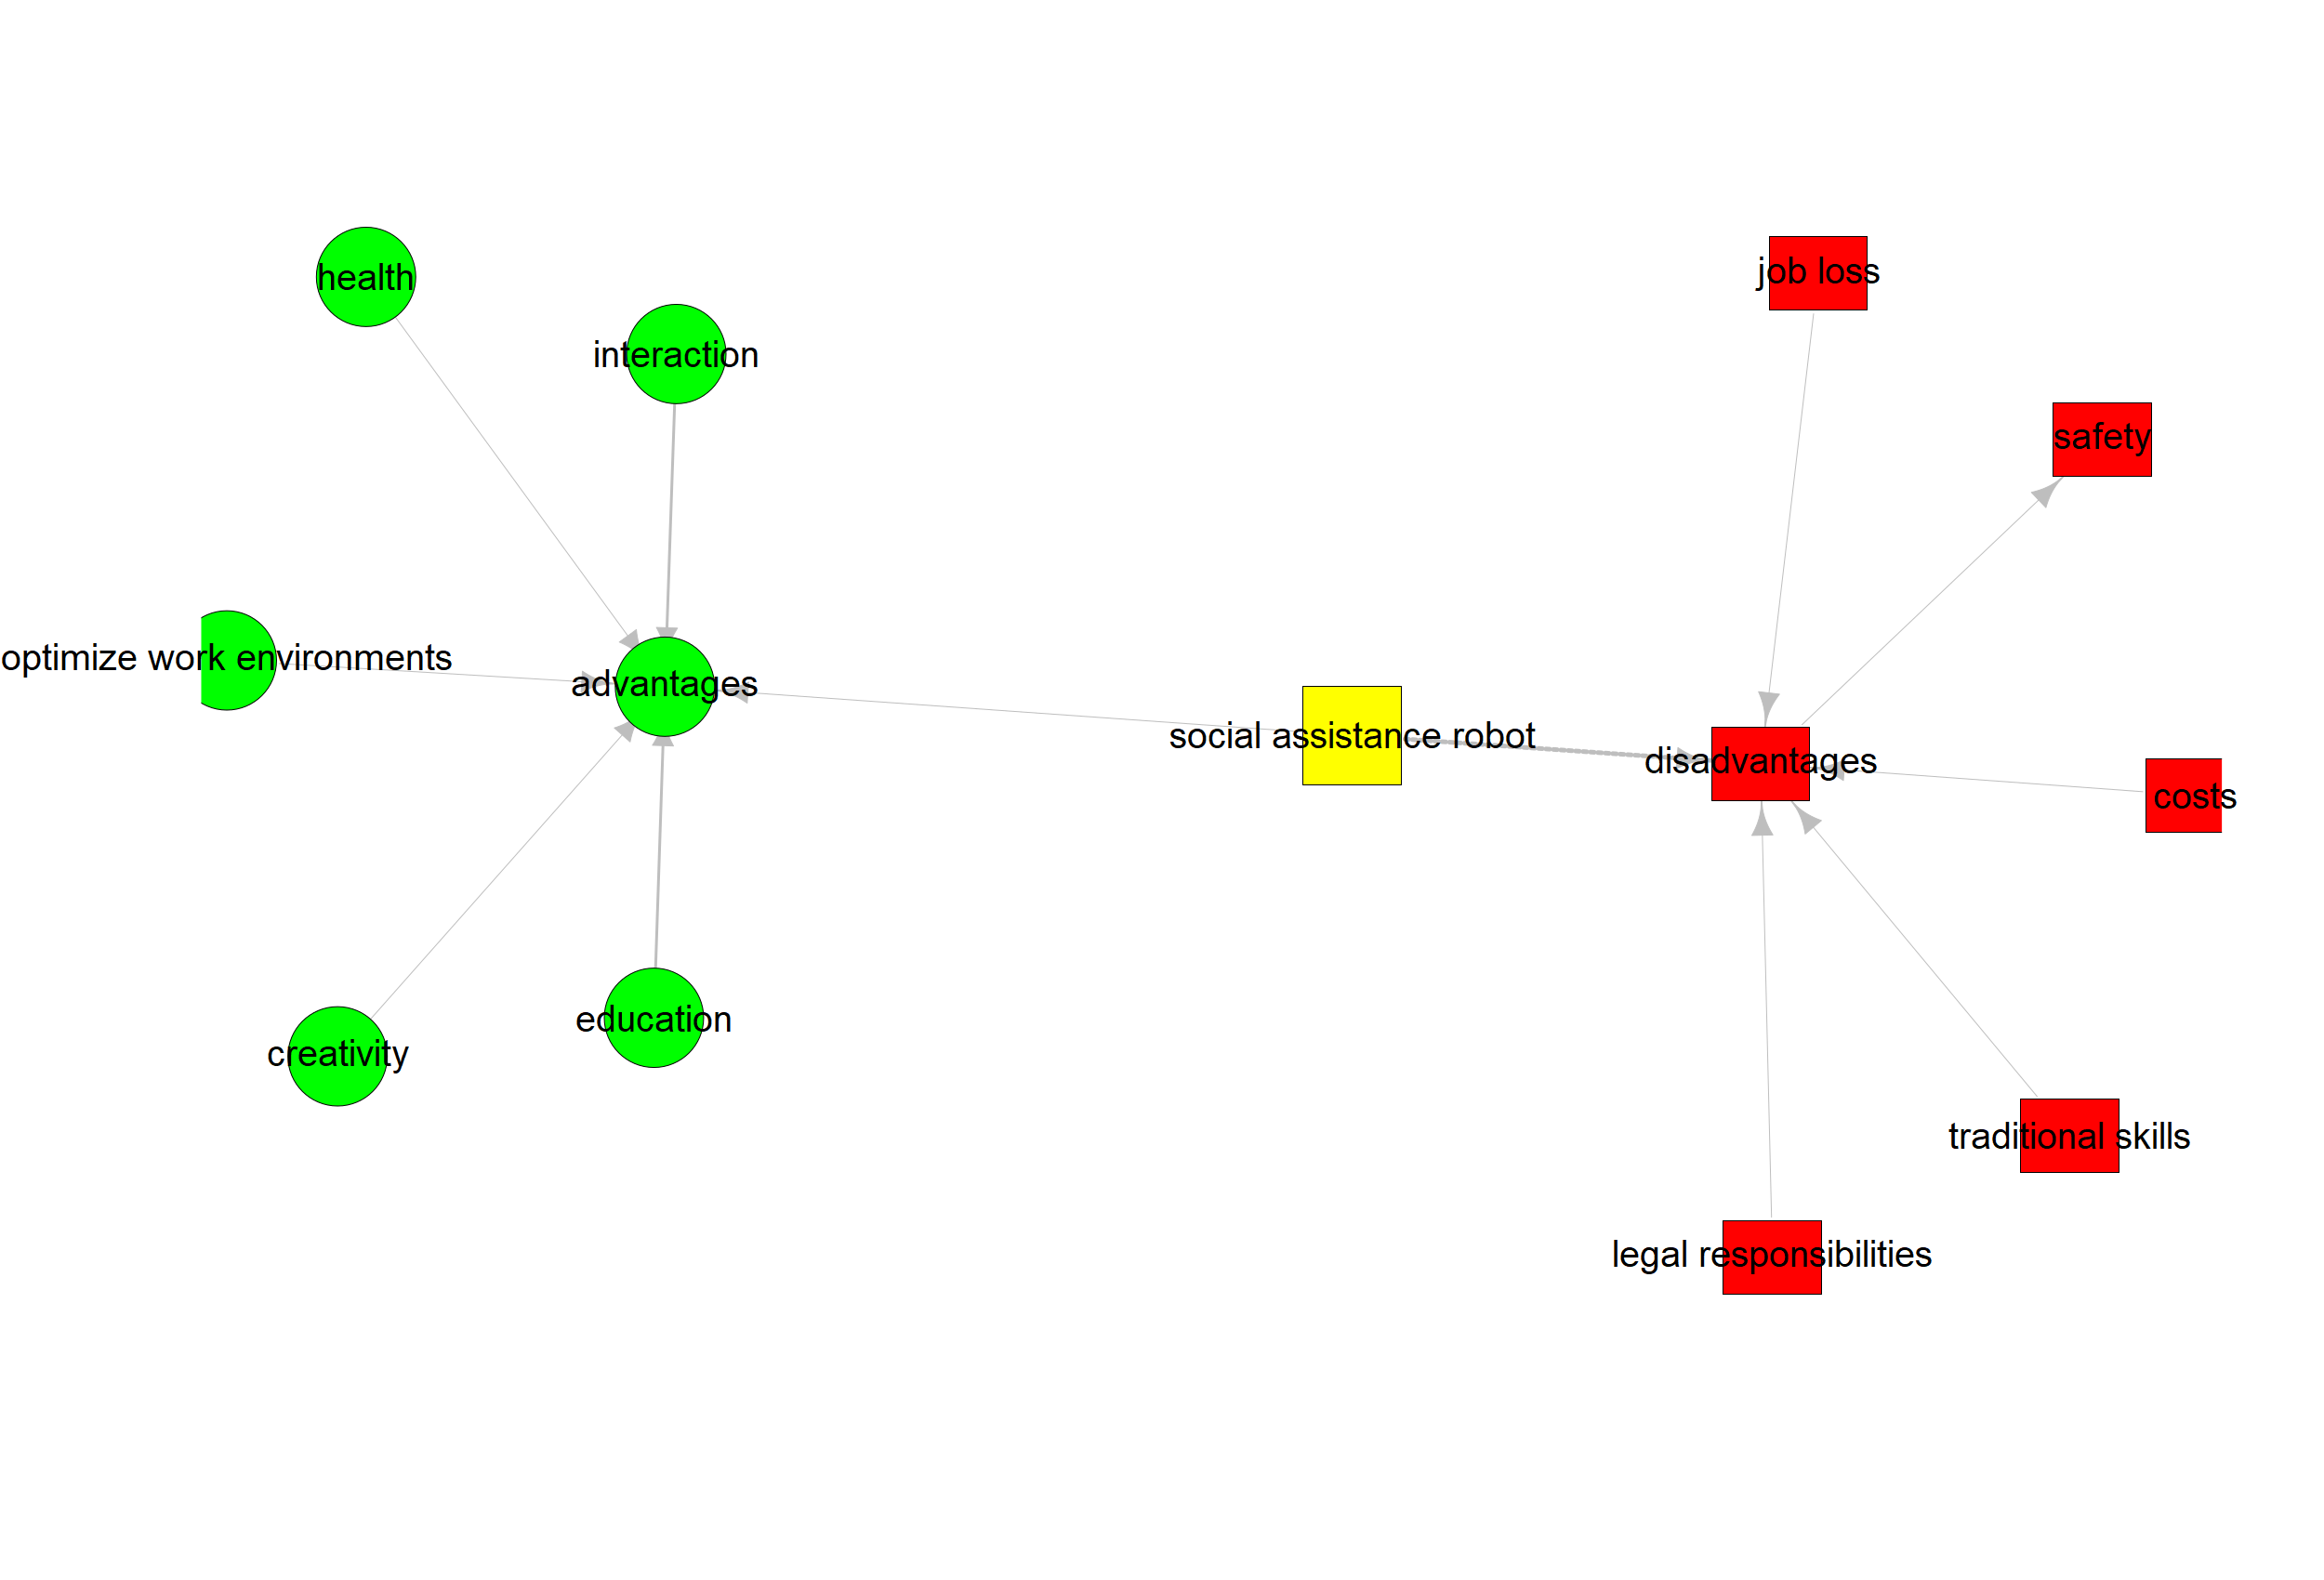 health
interaction
optimize work environments
advantages
creativity
education
social assistance robot
job loss
safety
disadvantages
costs
traditional skills
legal responsibilities